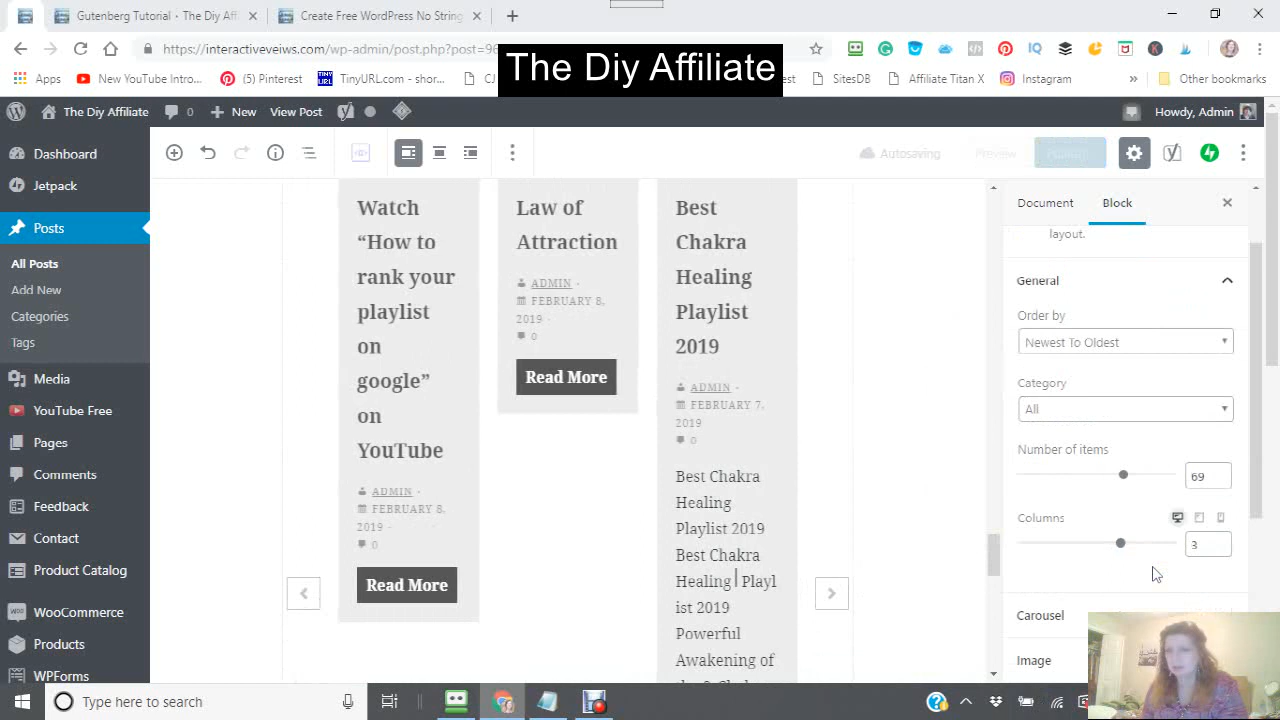 Gutenberg Tutorial - The Diy Affil
Create Free WordPress No String
https://interactiveveiws.com/wp-admin/post.php?post=96
The Diy Affiliate
Apps
New YouTube Intro...
(5) Pinterest
TinyURL.com - shor...
CJ
SitesDB
Affiliate Titan X
Instagram
»
Other bookmarks
The DIY Affiliate
0
New
View Post
Howdy, Admin
Dashboard
Jetpack
Posts
All Posts
Add New
Categories
Tags
Media
YouTube Free
Pages
Comments
Feedback
Contact
Product Catalog
WooCommerce
Products
WPForms
Autosaving
Preview
Publish
Watch
“How to
rank your
playlist
on
google”
on
YouTube
ADMIN -
FEBRUARY 8,
2019 -
0
Read More
Law of
Attraction
ADMIN -
FEBRUARY 8,
2019 -
0
Read More
Best
Chakra
Healing
Playlist
2019
ADMIN -
FEBRUARY 7,
2019
0
Best Chakra
Healing
Playlist 2019
Best Chakra
Healing Playl
ist 2019
Powerful
Awakening of
Document
Block
layout.
General
Order by
Newest To Oldest
Category
All
Number of items
69
Columns
3
Carousel
Image
Type here to search